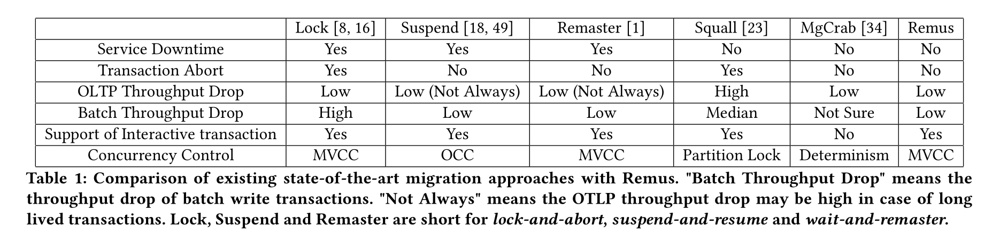 Lock [8, 16] Suspend [18, 49] Remaster [1] Squall [23] MgCrab [34] Remus
Service Downtime Yes Yes Yes No No No
Transaction Abort Yes No No Yes No No
OLTP Throughput Drop Low Low (Not Always) Low (Not Always) High Low Low
Batch Throughput Drop High Low Low Median Not Sure Low
Support of Interactive transaction Yes Yes Yes Yes No Yes
Concurrency Control MVCC OCC MVCC Partition Lock Determinism MVCC
Table 1: Comparison of existing state-of-the-art migration approaches with Remus. "Batch Throughput Drop" means the
throughput drop of batch write transactions. "Not Always" means the OTLP throughput drop may be high in case of long
lived transactions. Lock, Suspend and Remaster are short for lock-and-abort, suspend-and-resume and wait-and-remaster.